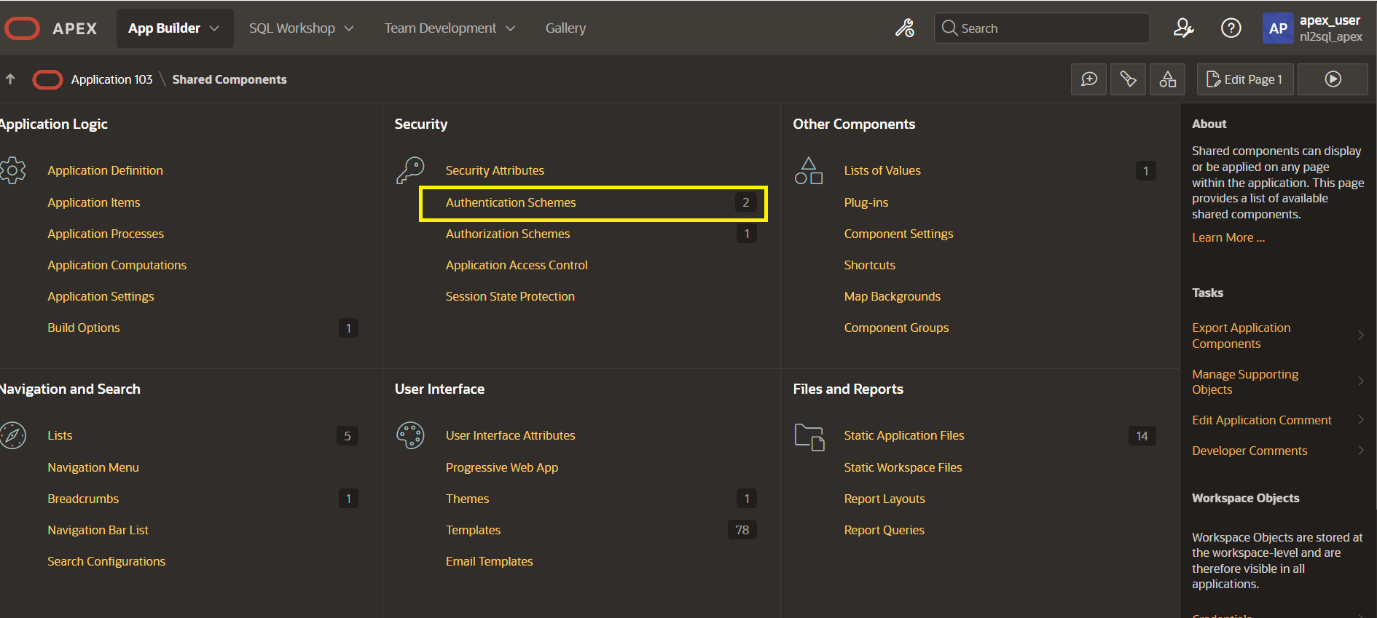 APEX App Builder SQL Workshop Team Development Gallery Search AP apex_user
nl2sql_apex
Application 103 \ Shared Components Edit Page 1
Application Logic
Application Definition
Application Items
Application Processes
Application Computations
Application Settings
Build Options 1
Security
Security Attributes
Authentication Schemes 2
Authorization Schemes 1
Application Access Control
Session State Protection
Other Components
Lists of Values 1
Plug-ins
Component Settings
Shortcuts
Map Backgrounds
Component Groups
Navigation and Search
Lists 5
Navigation Menu
Breadcrumbs 1
Navigation Bar List
Search Configurations
User Interface
User Interface Attributes
Progressive Web App
Themes 1
Templates 78
Email Templates
Files and Reports
Static Application Files 14
Static Workspace Files
Report Layouts
Report Queries
About
Shared components can display
or be applied on any page
within the application. This page
provides a list of available
shared components.
Learn More ...
Tasks
Export Application
Components
Manage Supporting
Objects
Edit Application Comment
Developer Comments
Workspace Objects
Workspace Objects are stored at
the workspace-level and are
therefore visible in all
applications.